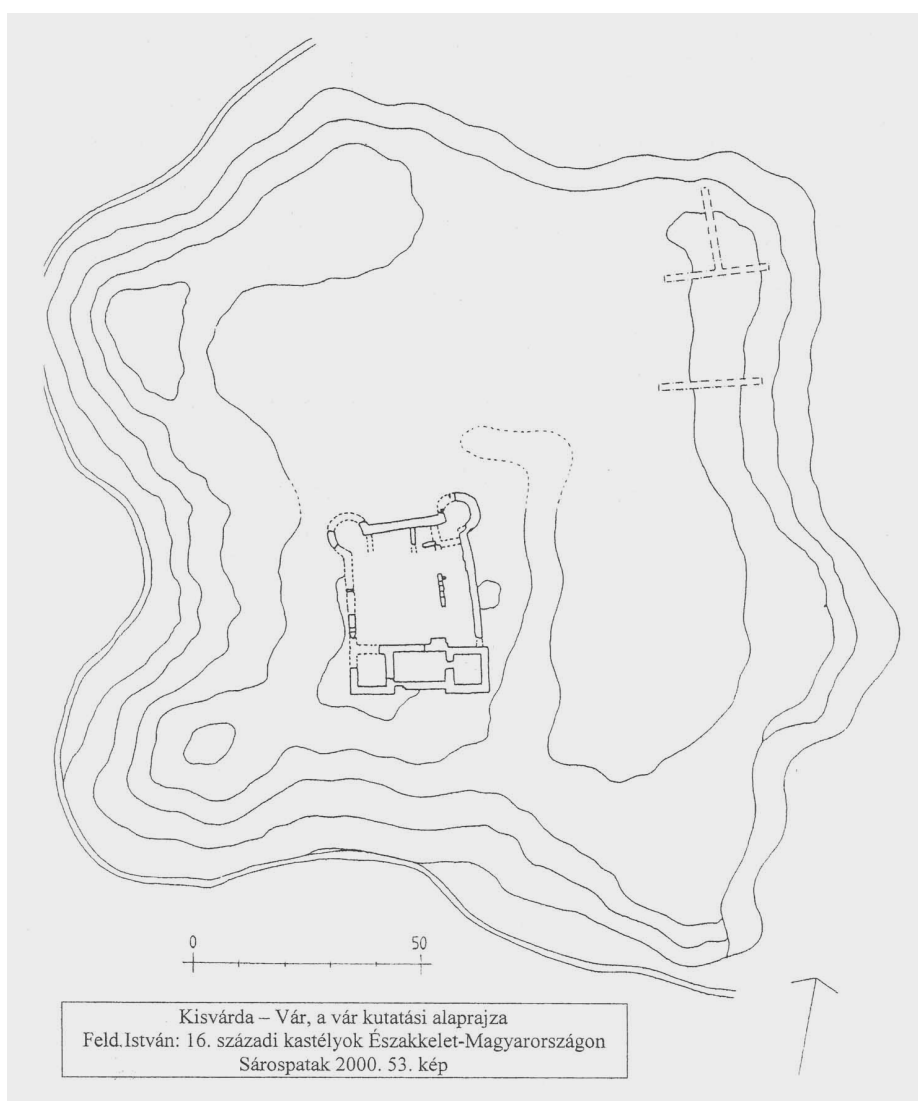 0 50
Kisvárda – Vár, a vár kutatási alaprajza
Feld.István: 16. századi kastélyok Északkelet-Magyarországon
Sárospatak 2000. 53. kép